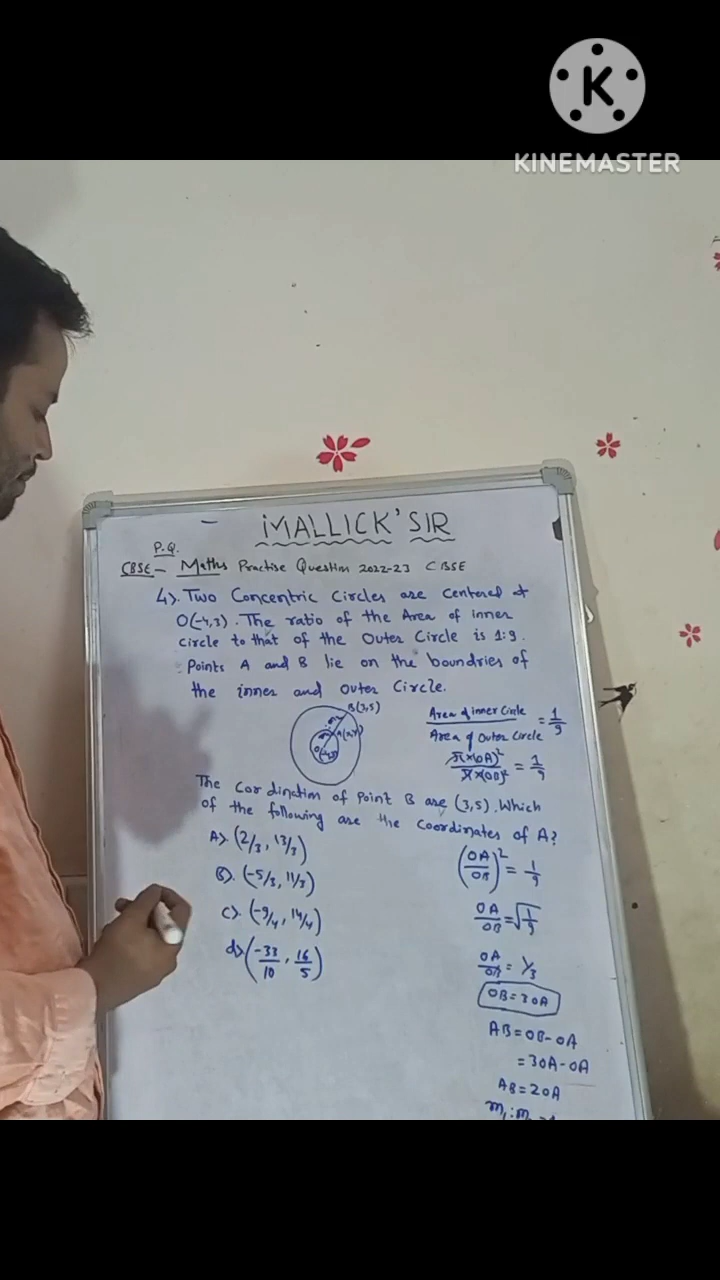 K
KINEMASTER
MALLICK'SIR
P.Q.
CBSE- Maths Practise Question 2022-23 CBSE
4). Two Concentric Circles are centered at
O(-4,3). The ratio of the Area of inner
circle to that of the Outer Circle is 1:9.
Points A and B lie on the boundries of
the inner and outer Circle.
B(3,5)
A(x,y)
O(-4,3)
Area of inner Circle / Area of Outer Circle = 1/9
π×(OA)² / π×(OB)² = 1/9
The Cordination of Point B are (3,5). Which
of the following are the Coordinates of A?
A). (2/3, 13/3)
B). (-5/3, 11/3)
C). (-9/4, 14/4)
d). (-33/10, 16/5)
(OA/OB)² = 1/9
OA/OB = √1/9
OA/OB = 1/3
OB = 3OA
AB = OB - OA
= 3OA - OA
AB = 2OA